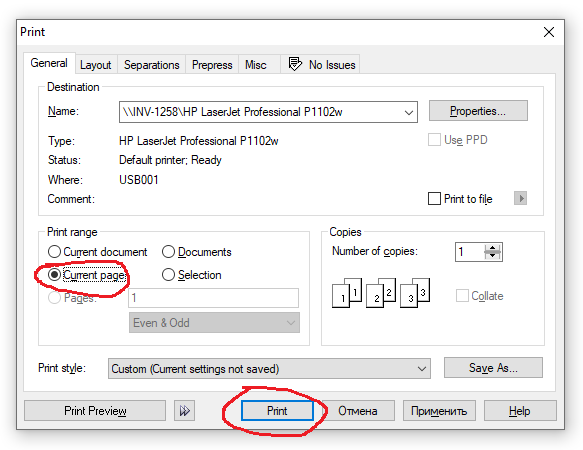 Print
General Layout Separations Prepress Misc No Issues
Destination
Name: \\INV-1258\HP LaserJet Professional P1102w Properties...
Type: HP LaserJet Professional P1102w Use PPD
Status: Default printer; Ready
Where: USB001
Comment: Print to file
Print range Copies
Current document Documents Number of copies: 1
Current page Selection
1 1 2 2 3 3 Collate
Pages: 1
Even & Odd
Print style: Custom (Current settings not saved) Save As...
Print Preview Print Отмена Применить Help